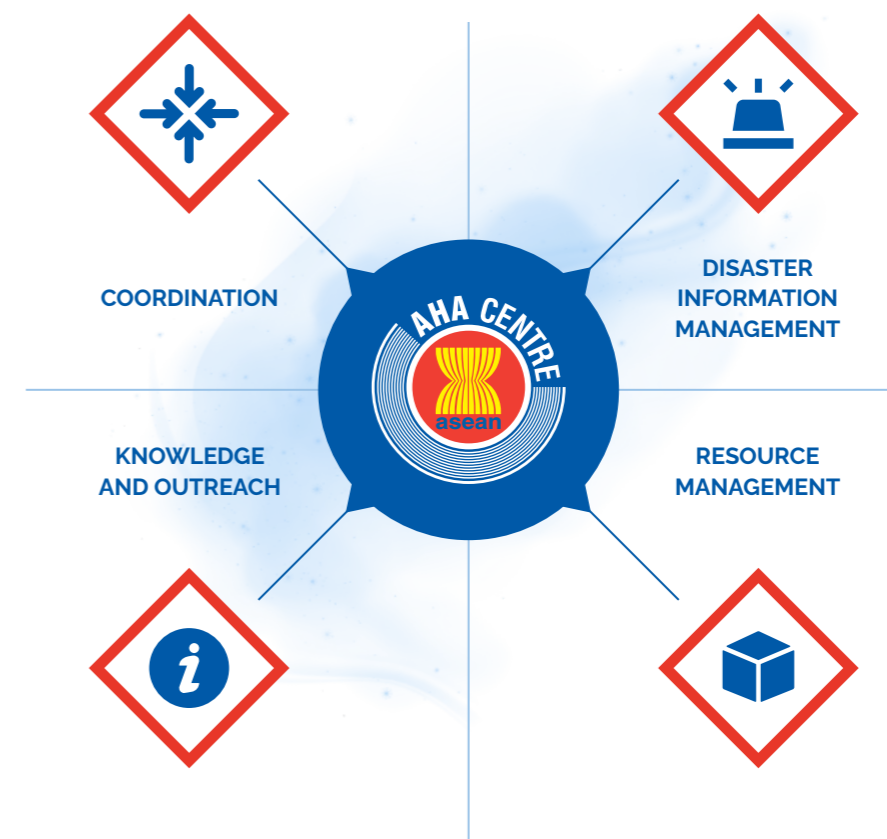 COORDINATION
DISASTER
INFORMATION
MANAGEMENT
AHA CENTRE
asean
KNOWLEDGE
AND OUTREACH
RESOURCE
MANAGEMENT
i